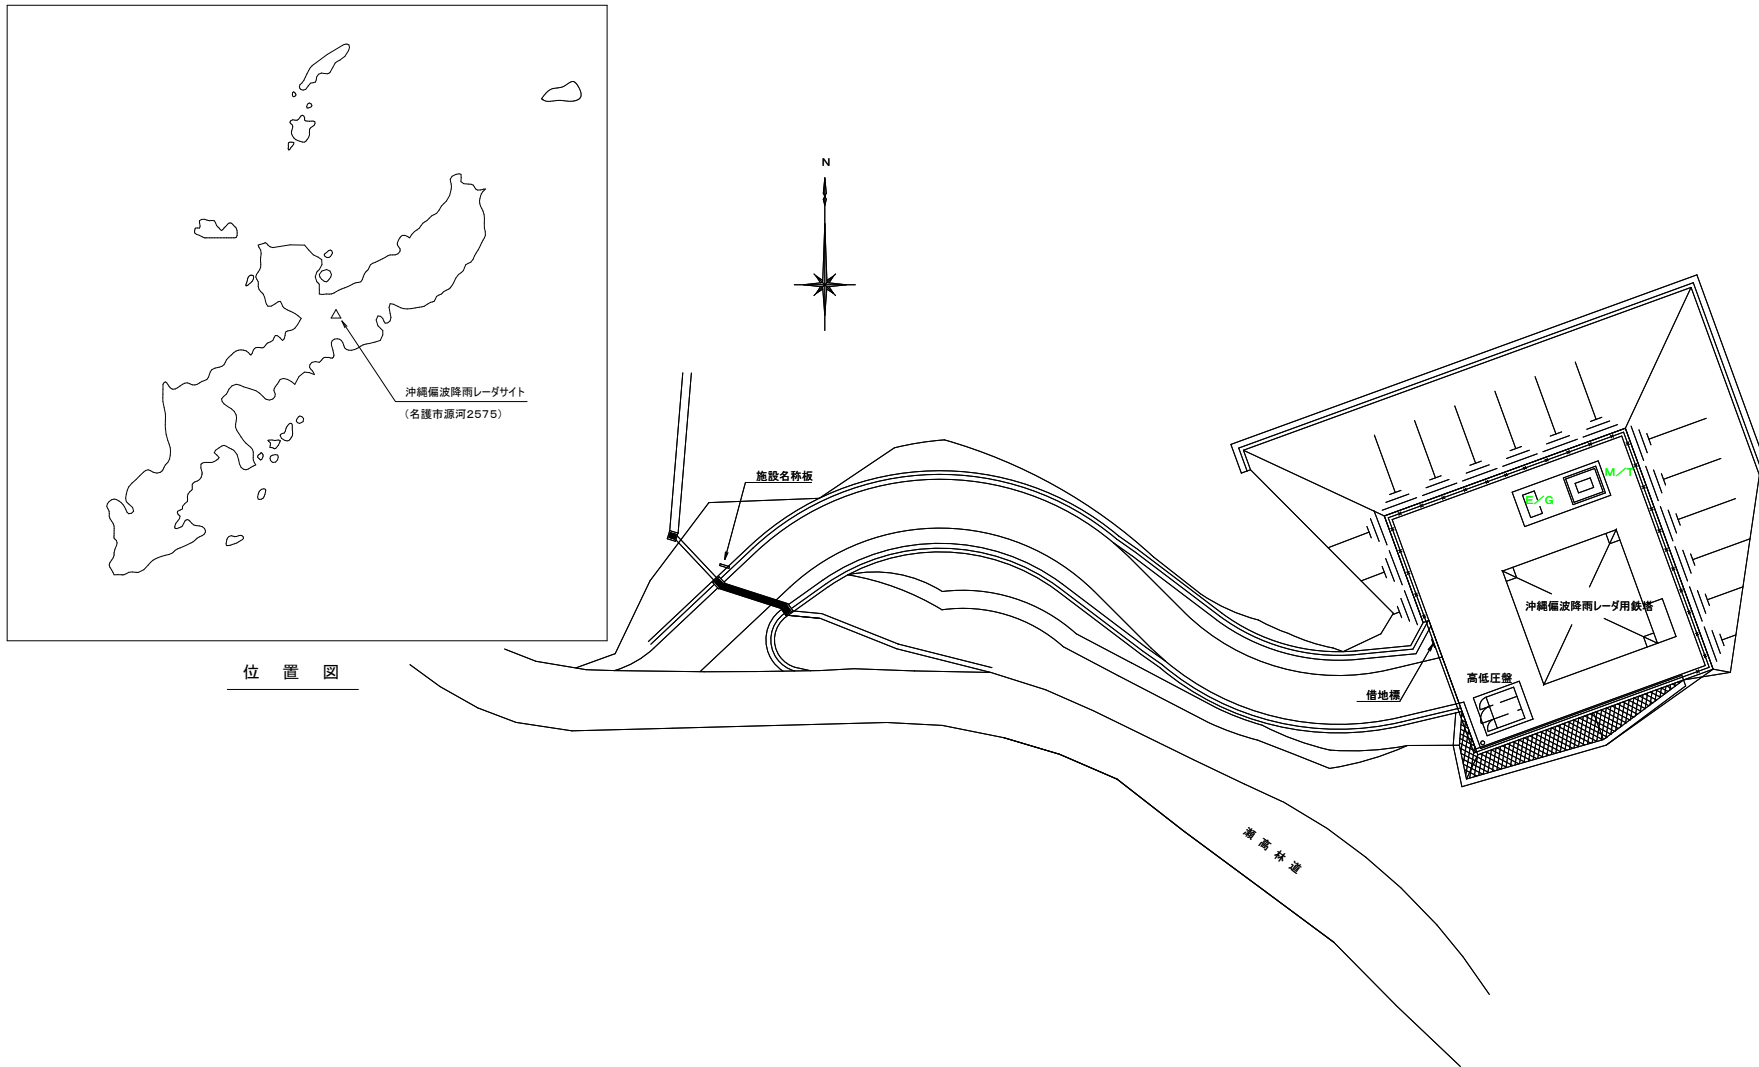 沖縄偏波降雨レーダサイト
(名護市源河2575)
位置図
N
施設名称板
M/T
E/G
沖縄偏波降雨レーダ用鉄塔
高低圧盤
借地標
瀬高林道